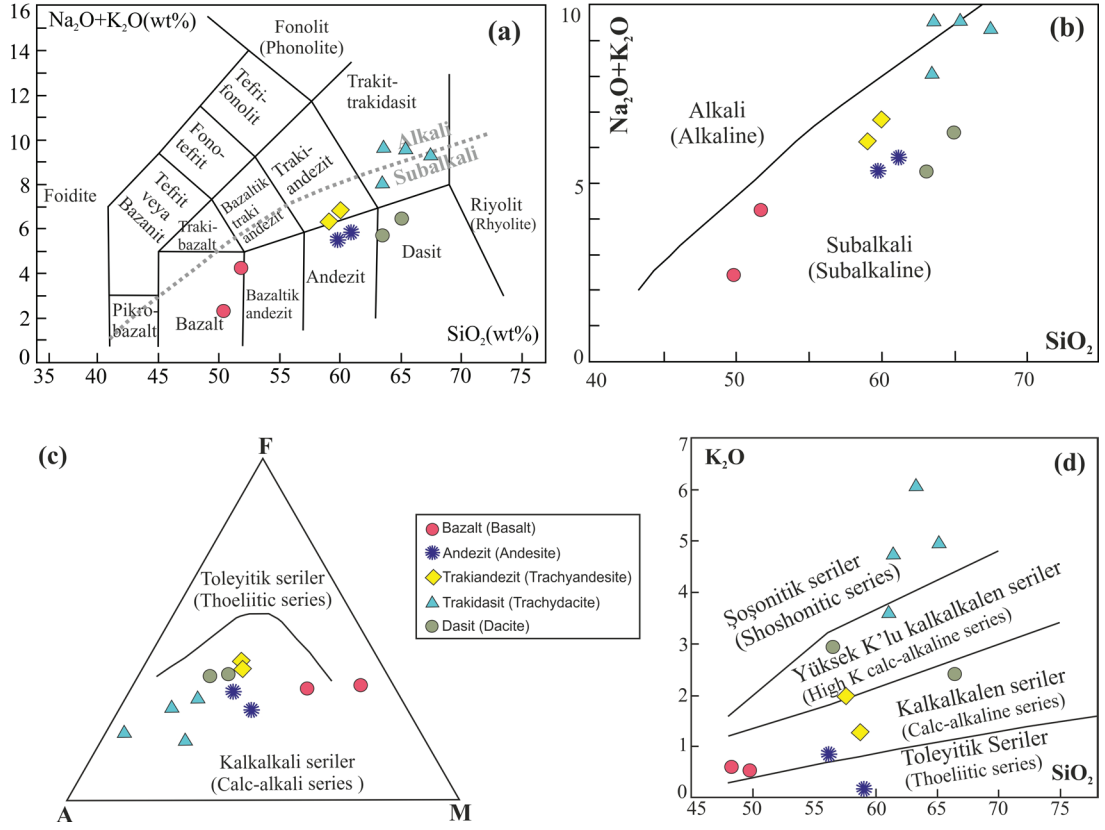 Na₂O+K₂O(wt%)
(a)
16
14
12
10
8
6
4
2
0
Fonolit
(Phonolite)
Trakit-
trakidasit
Tefri-
fonolit
Fono-
tefrit
Tefrit
veya
Bazanit
Foidite
Traki-
andezit
Bazaltik
traki
andezit
Traki-
bazalt
Alkali
Subalkali
Riyolit
(Rhyolite)
Dasit
Andezit
Bazaltik
andezit
Bazalt
Pikro-
bazalt
SiO₂(wt%)
35 40 45 50 55 60 65 70 75
(b)
Na₂O+K₂O
10
5
0
Alkali
(Alkaline)
Subalkali
(Subalkaline)
SiO₂
40 50 60 70
(c)
F
Toleyitik seriler
(Thoeliitic series)
Kalkalkali seriler
(Calc-alkali series )
A
M
Bazalt (Basalt)
Andezit (Andesite)
Trakiandezit (Trachyandesite)
Trakidasit (Trachydacite)
Dasit (Dacite)
K₂O
(d)
7
6
5
4
3
2
1
0
Şoşonitik seriler
(Shoshonitic series)
Yüksek K'lu kalkalkalen seriler
(High K calc-alkaline series)
Kalkalkalen seriler
(Calc-alkaline series)
Toleyitik Seriler
(Thoeliitic series)
SiO₂
45 50 55 60 65 70 75